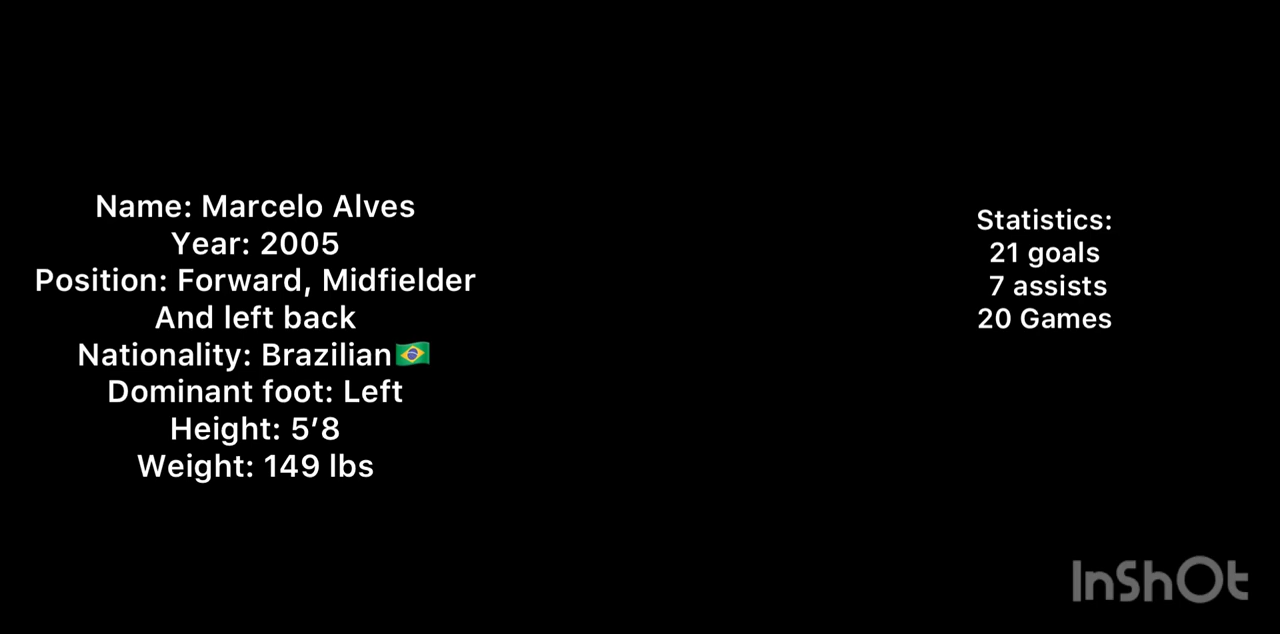 Name: Marcelo Alves
Year: 2005
Position: Forward, Midfielder
And left back
Nationality: Brazilian🇧🇷
Dominant foot: Left
Height: 5’8
Weight: 149 lbs
Statistics:
21 goals
7 assists
20 Games
InShOt